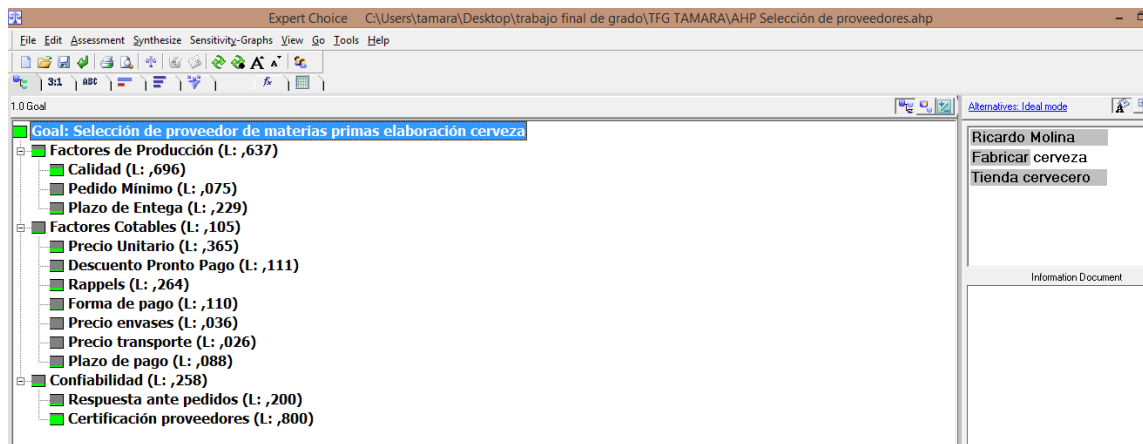 Expert Choice C:\Users\tamara\Desktop\trabajo final de grado\TFG TAMARA\AHP Selección de proveedores.ahp
File Edit Assessment Synthesize Sensitivity-Graphs View Go Tools Help
3:1 ABC fx
1.0 Goal
Alternatives: Ideal mode
Goal: Selección de proveedor de materias primas elaboración cerveza
Factores de Producción (L: ,637)
Calidad (L: ,696)
Pedido Mínimo (L: ,075)
Plazo de Entega (L: ,229)
Factores Cotables (L: ,105)
Precio Unitario (L: ,365)
Descuento Pronto Pago (L: ,111)
Rappels (L: ,264)
Forma de pago (L: ,110)
Precio envases (L: ,036)
Precio transporte (L: ,026)
Plazo de pago (L: ,088)
Confiabilidad (L: ,258)
Respuesta ante pedidos (L: ,200)
Certificación proveedores (L: ,800)
Ricardo Molina
Fabricar cerveza
Tienda cervecero
Information Document